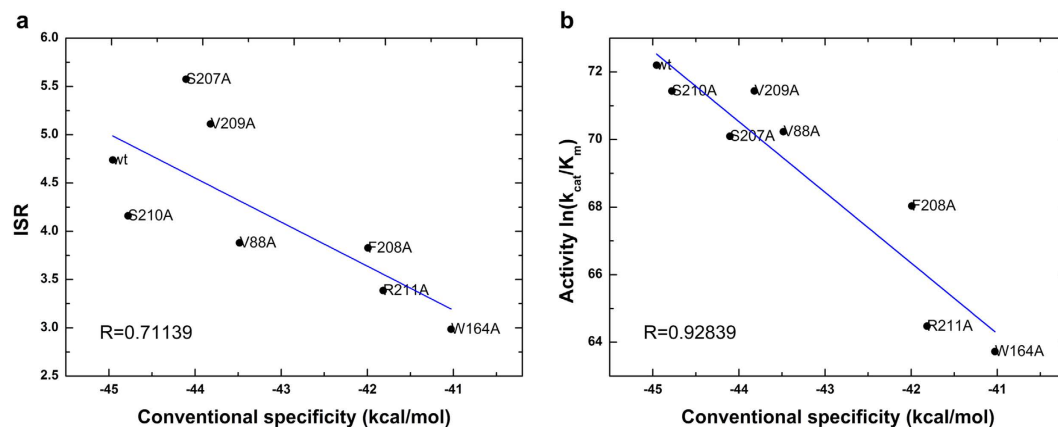 a
6.0
5.5
5.0
4.5
4.0
3.5
3.0
2.5
ISR
S207A
V209A
wt
S210A
V88A
F208A
R211A
W164A
R=0.71139
-45
-44
-43
-42
-41
Conventional specificity (kcal/mol)
b
72
70
68
66
64
Activity ln(kcat/Km)
wt
S210A
V209A
S207A
V88A
F208A
R211A
W164A
R=0.92839
-45
-44
-43
-42
-41
Conventional specificity (kcal/mol)